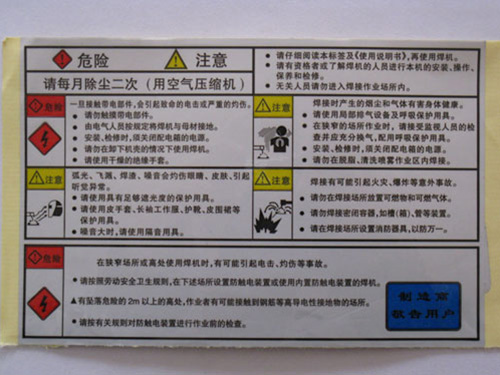 危险 注意
请每月除尘二次（用空气压缩机）
● 请仔细阅读本标签及《使用说明书》，再使用焊机。
● 请有资格者或了解焊机的人员进行本机的安装、操作、
保养和检修。
● 无关人员请勿进入焊接作业场所内。
危险
一旦接触带电部件，会引起致命的电击或严重的灼伤。
● 请勿触摸带电部件。
● 由电气人员按规定将焊机与母材接地。
● 安装、检修时，须关闭配电箱的电源。
● 请勿在卸下机壳的情况下使用焊机。
● 请使用干燥的绝缘手套。
注意
焊接时产生的烟尘和气体有害身体健康。
● 请使用局部排气设备及呼吸保护用具。
● 在狭窄的场所作业时，请接受监视人员的检
查并应充分换气，配用呼吸保护用具。
● 安装、检修时，须关闭配电箱的电源。
● 请勿在脱脂、清洗喷雾作业区内焊接。
注意
弧光、飞溅、焊渣、噪音会灼伤眼睛、皮肤、引起
听觉异常。
● 请使用具有足够遮光度的保护用具。
● 请使用皮手套、长袖工作服、护靴、皮围裙等
保护用具。
● 噪音大时，请使用隔音用具。
注意
焊接有可能引起火灾、爆炸等意外事故。
● 请勿在焊接场所放置可燃物和可燃气体。
● 请勿焊接密闭容器，如槽（箱）、管等装置。
● 请在焊接场所设置消防器具，以防万一。
危险
在狭窄场所或高处使用焊机时，有可能引起电击、灼伤等事故。
● 请按照劳动安全卫生规则，在下述场所设置防触电装置或使用内置防触电装置的焊机。
▲ 有坠落危险的2m以上的高处，作业者有可能接触到钢筋等高导电性接地物的场所。
● 请按有关规则对防触电装置进行作业前的检查。
制造商
敬告用户